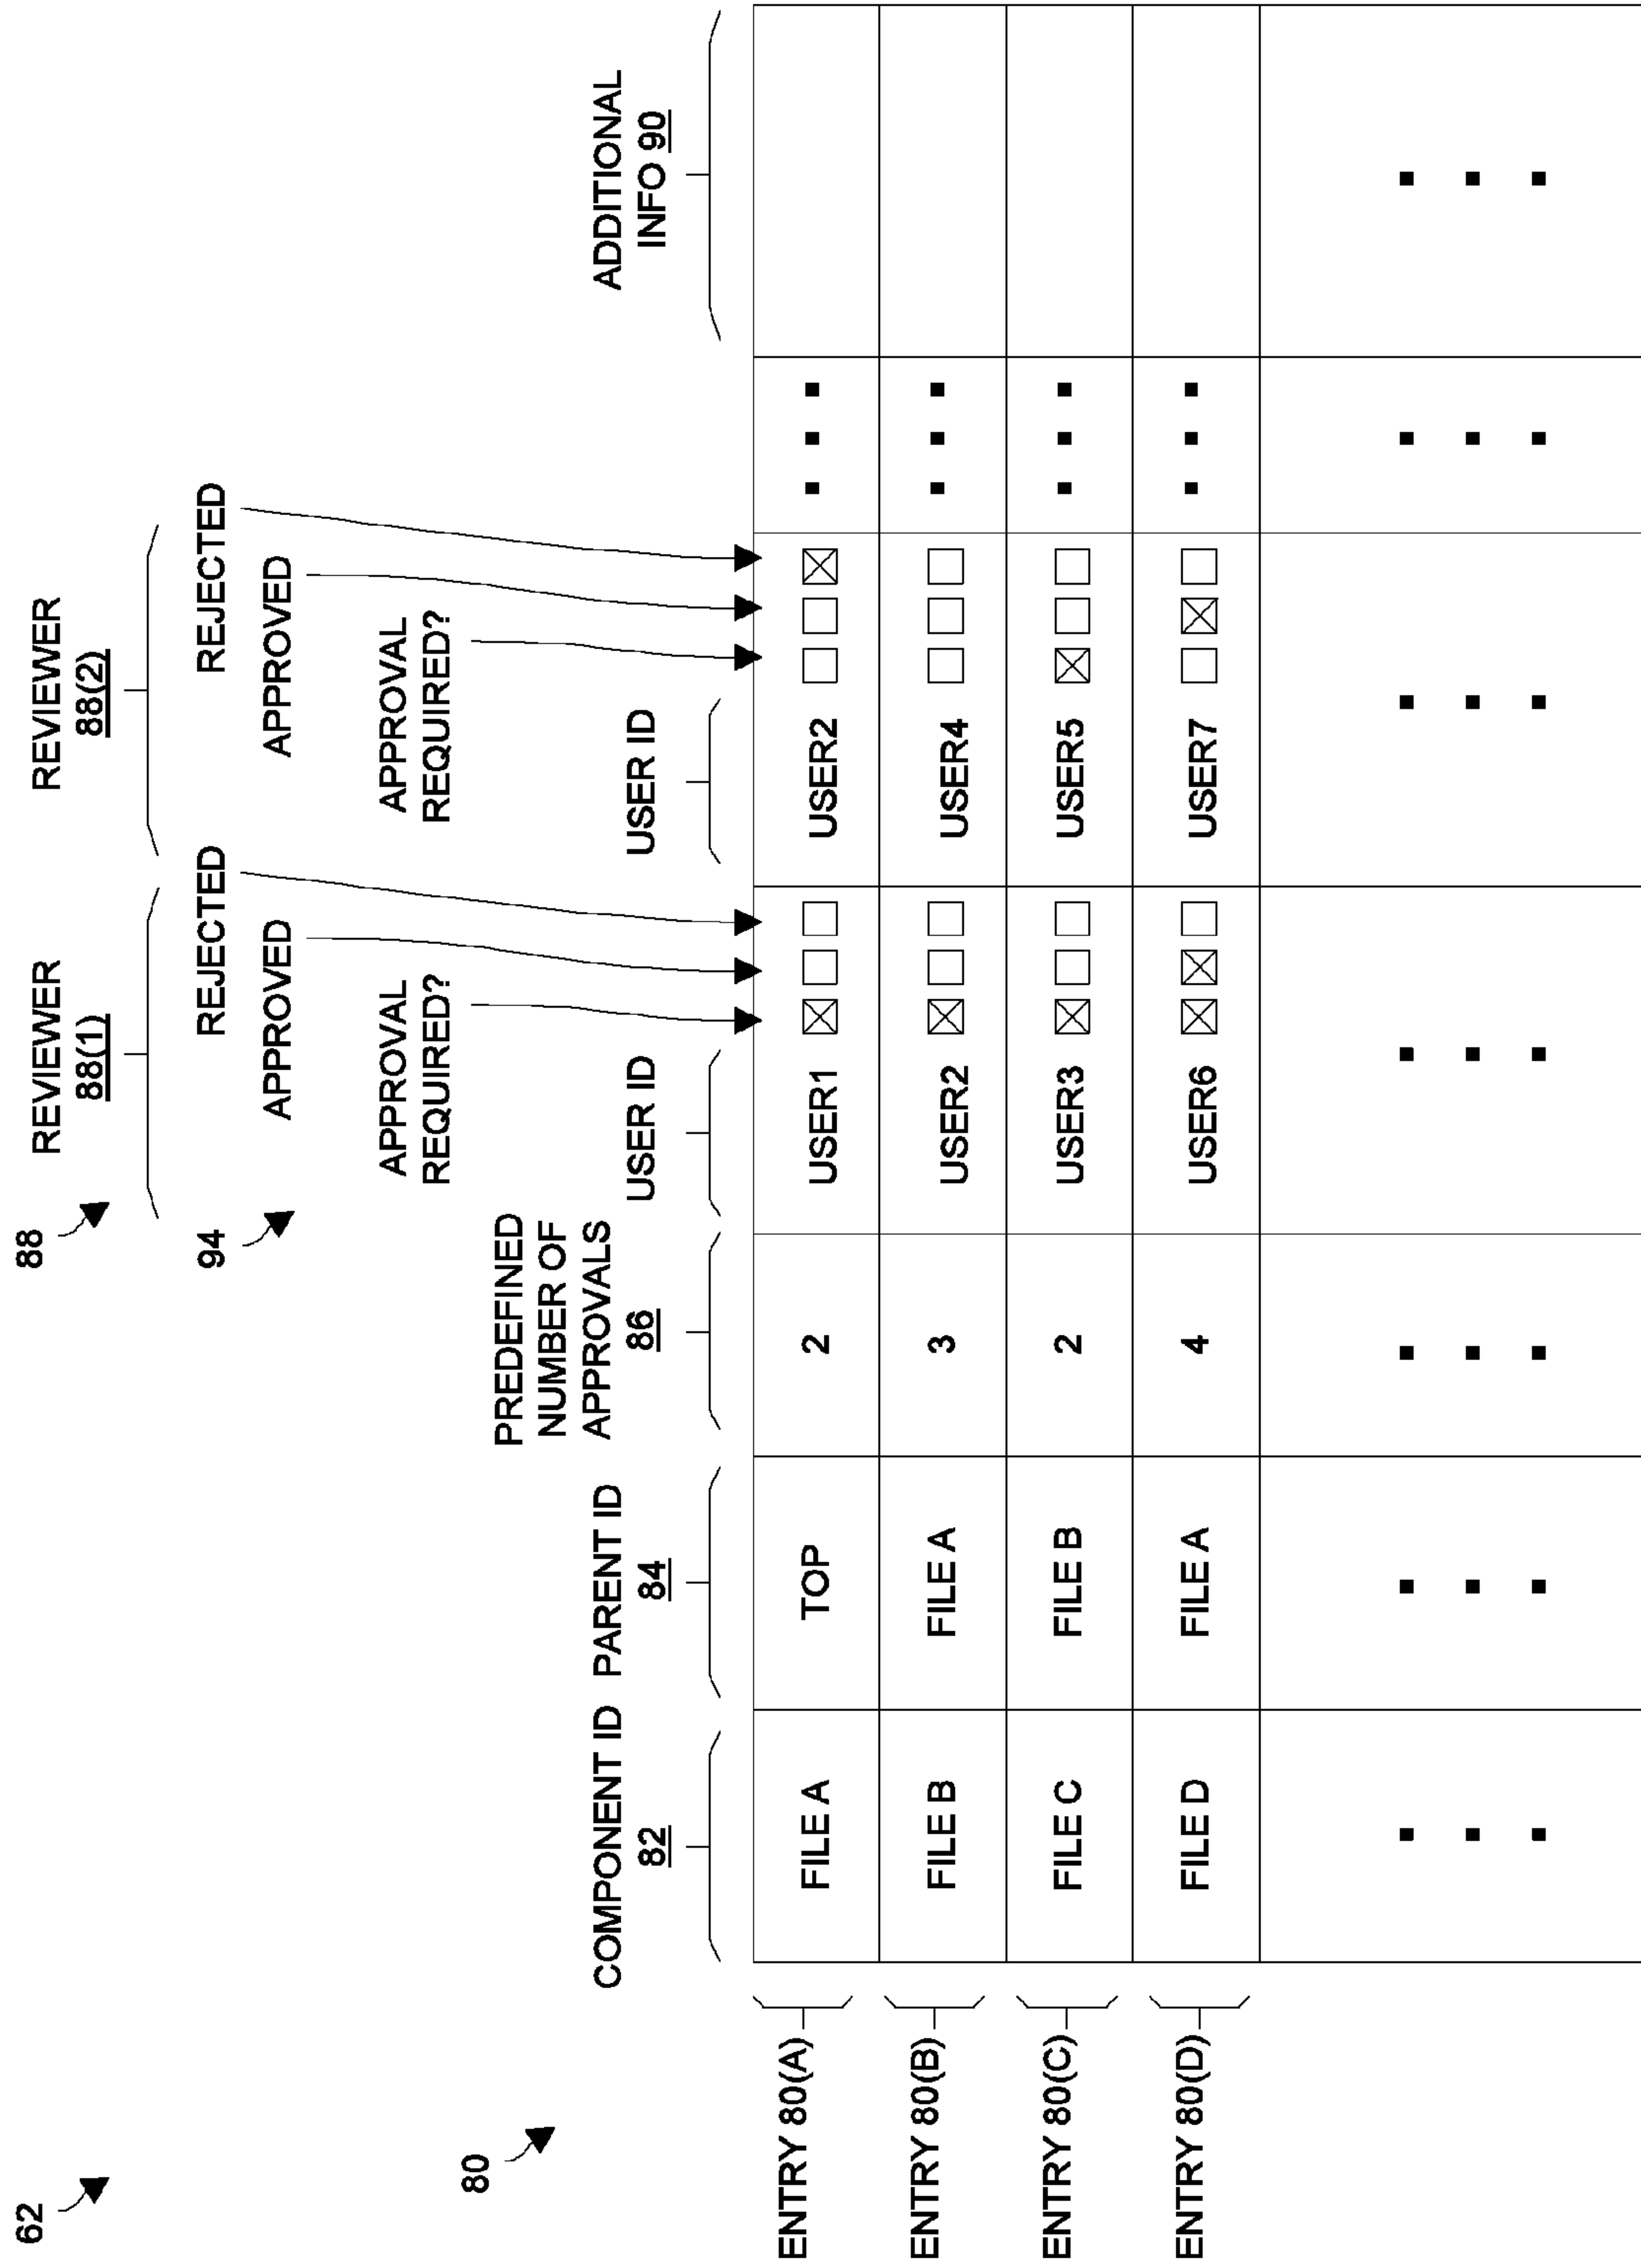 62
88
REVIEWER
88(1)
REVIEWER
88(2)
94
REJECTED
APPROVED
APPROVAL
REQUIRED?
REJECTED
APPROVED
APPROVAL
REQUIRED?
80
COMPONENT ID
82
PARENT ID
84
PREDEFINED
NUMBER OF
APPROVALS
86
USER ID
USER ID
ADDITIONAL
INFO 90
ENTRY 80(A) FILE A TOP 2 USER1 USER2
ENTRY 80(B) FILE B FILE A 3 USER2 USER4
ENTRY 80(C) FILE C FILE B 2 USER3 USER5
ENTRY 80(D) FILE D FILE A 4 USER6 USER7